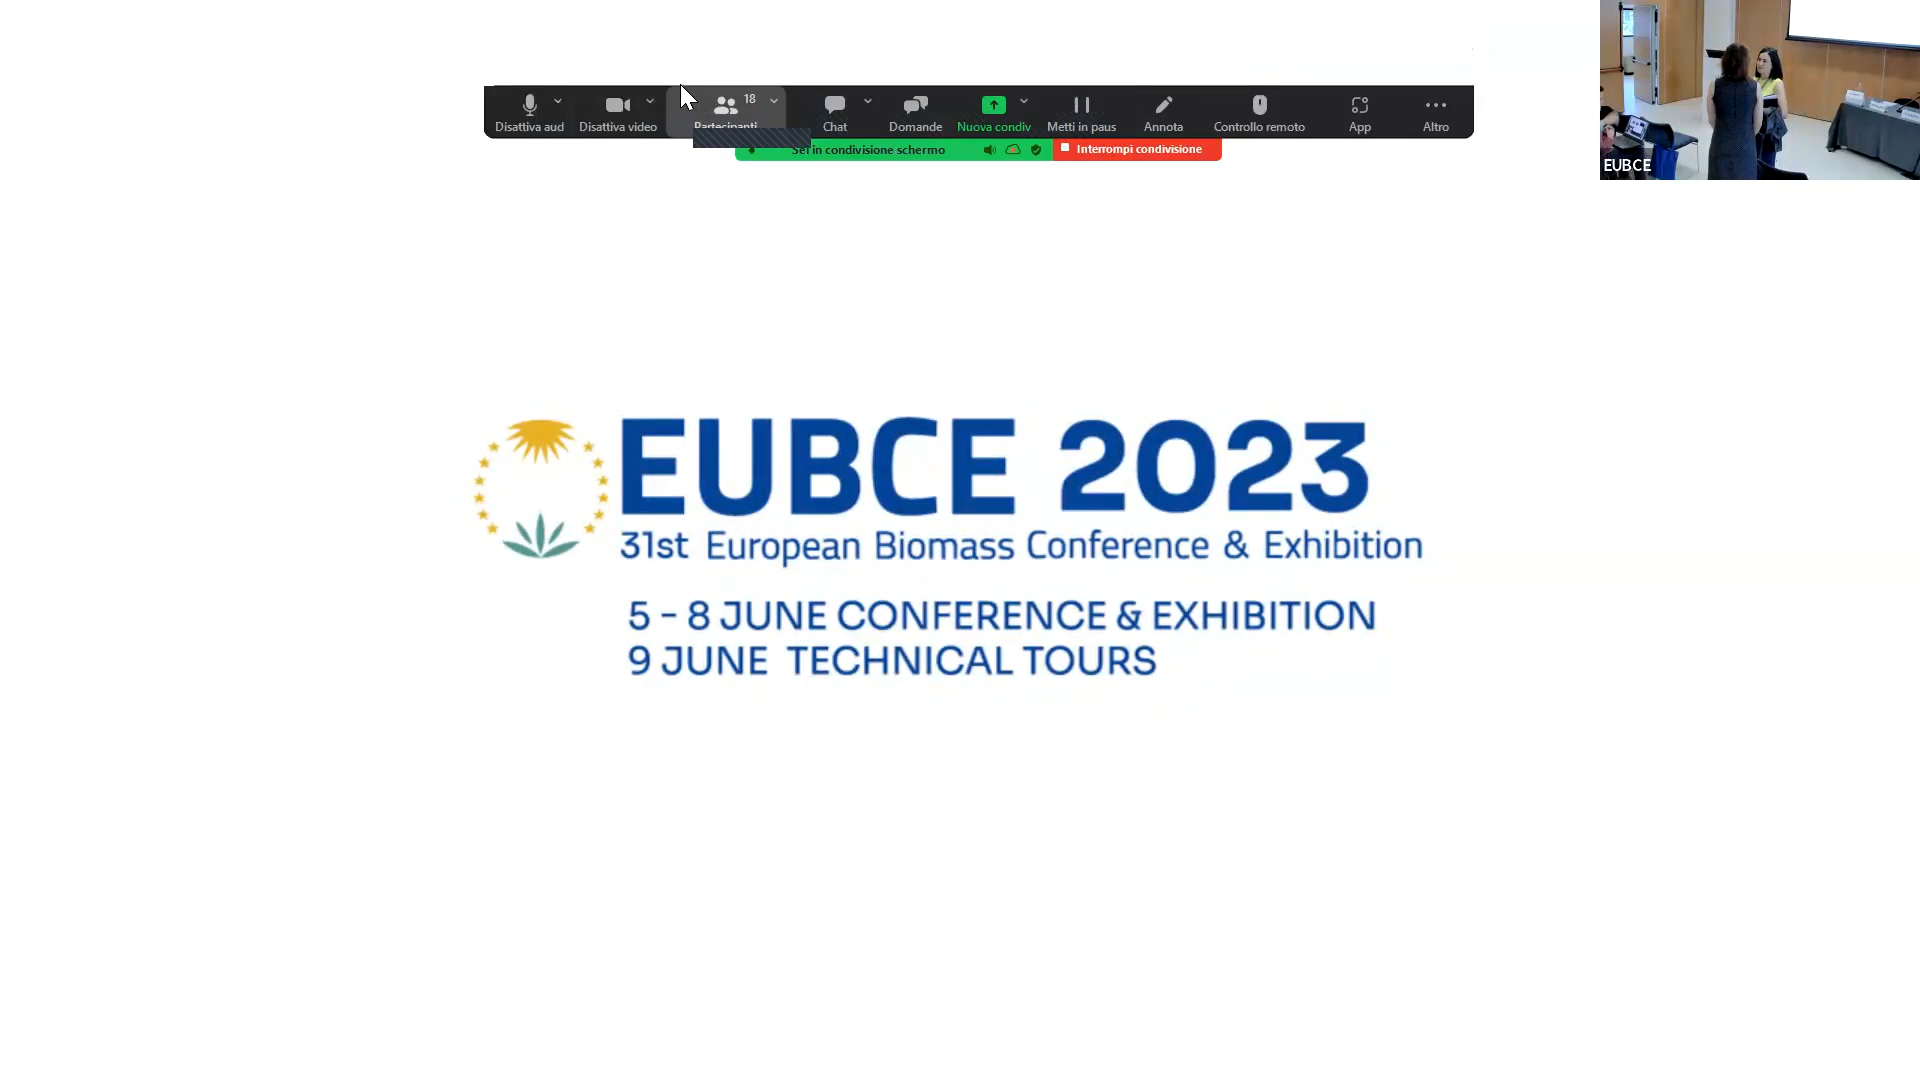 18
Disattiva aud
Disattiva video
Partecipanti
Chat
Domande
Nuova condiv
Metti in paus
Annota
Controllo remoto
App
Altro
Sei in condivisione schermo
Interrompi condivisione
EUBCE
EUBCE 2023
31st European Biomass Conference & Exhibition
5 - 8 JUNE CONFERENCE & EXHIBITION
9 JUNE TECHNICAL TOURS